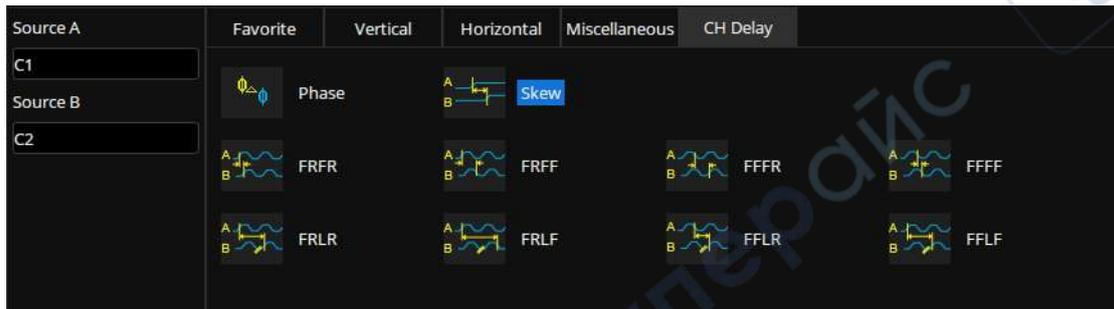 Source A
C1
Source B
C2
Favorite Vertical Horizontal Miscellaneous CH Delay
Phase A B Skew
A B FRFR A B FRFF A B FFFR A B FFFF
A B FRLR A B FRLF A B FFLR A B FFLF